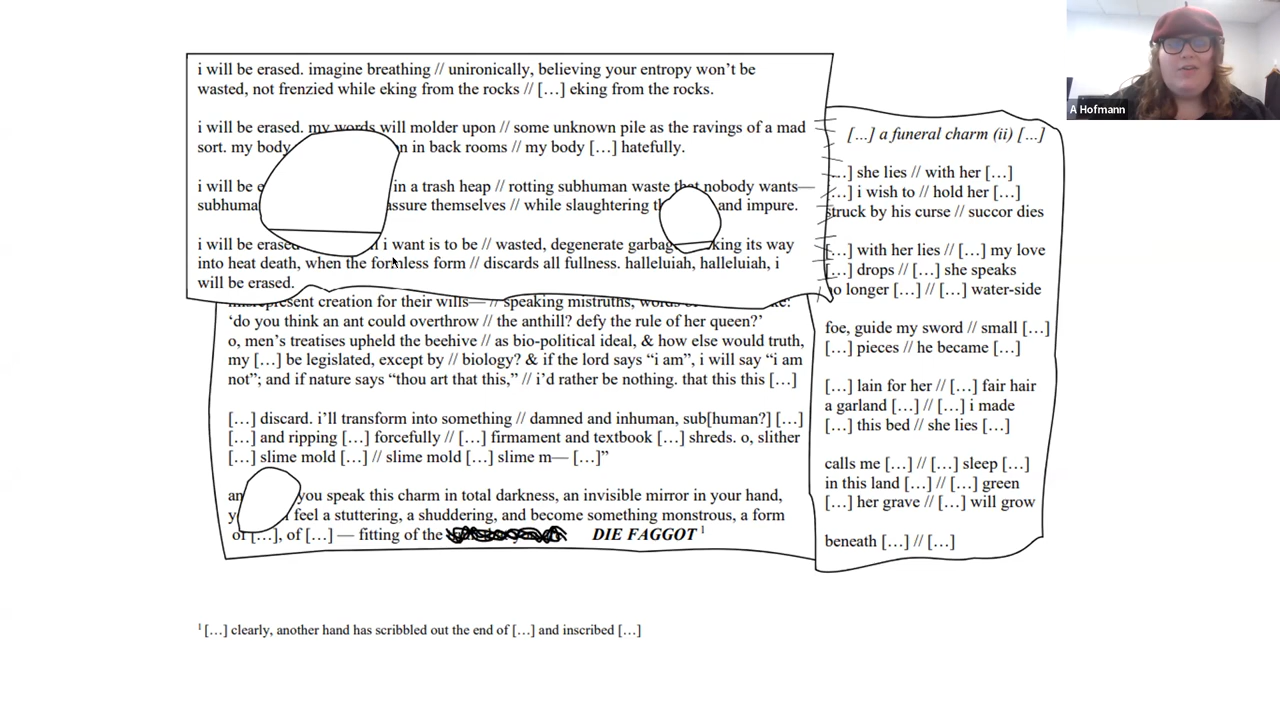 i will be erased. imagine breathing // unironically, believing your entropy won't be
wasted, not frenzied while eking from the rocks // […] eking from the rocks.
i will be erased. my words will molder upon // some unknown pile as the ravings of a mad
sort. my body n in back rooms // my body […] hatefully.
i will be e in a trash heap // rotting subhuman waste that nobody wants—
subhuma assure themselves // while slaughtering t and impure.
i will be erased i want is to be // wasted, degenerate garbag king its way
into heat death, when the formless form // discards all fullness. halleluiah, halleluiah, i
will be erased.
misrepresent creation for their wills— // speaking mistruths, words
'do you think an ant could overthrow // the anthill? defy the rule of her queen?'
o, men's treatises upheld the beehive // as bio-political ideal, & how else would truth,
my […] be legislated, except by // biology? & if the lord says "i am", i will say "i am
not"; and if nature says "thou art that this," // i'd rather be nothing. that this this […]
[…] discard. i'll transform into something // damned and inhuman, sub[human?] […]
[…] and ripping […] forcefully // […] firmament and textbook […] shreds. o, slither
[…] slime mold […] // slime mold […] slime m— […]"
an you speak this charm in total darkness, an invisible mirror in your hand,
y feel a stuttering, a shuddering, and become something monstrous, a form
of […], of […] — fitting of the DIE FAGGOT 1
[…] a funeral charm (ii) […]
[…] she lies // with her […]
[…] i wish to // hold her […]
struck by his curse // succor dies
[…] with her lies // […] my love
[…] drops // […] she speaks
no longer […] // […] water-side
foe, guide my sword // small […]
[…] pieces // he became […]
[…] lain for her // […] fair hair
a garland […] // […] i made
[…] this bed // she lies […]
calls me […] // […] sleep […]
in this land […] // […] green
[…] her grave // […] will grow
beneath […] // […]
1 […] clearly, another hand has scribbled out the end of […] and inscribed […]
A Hofmann